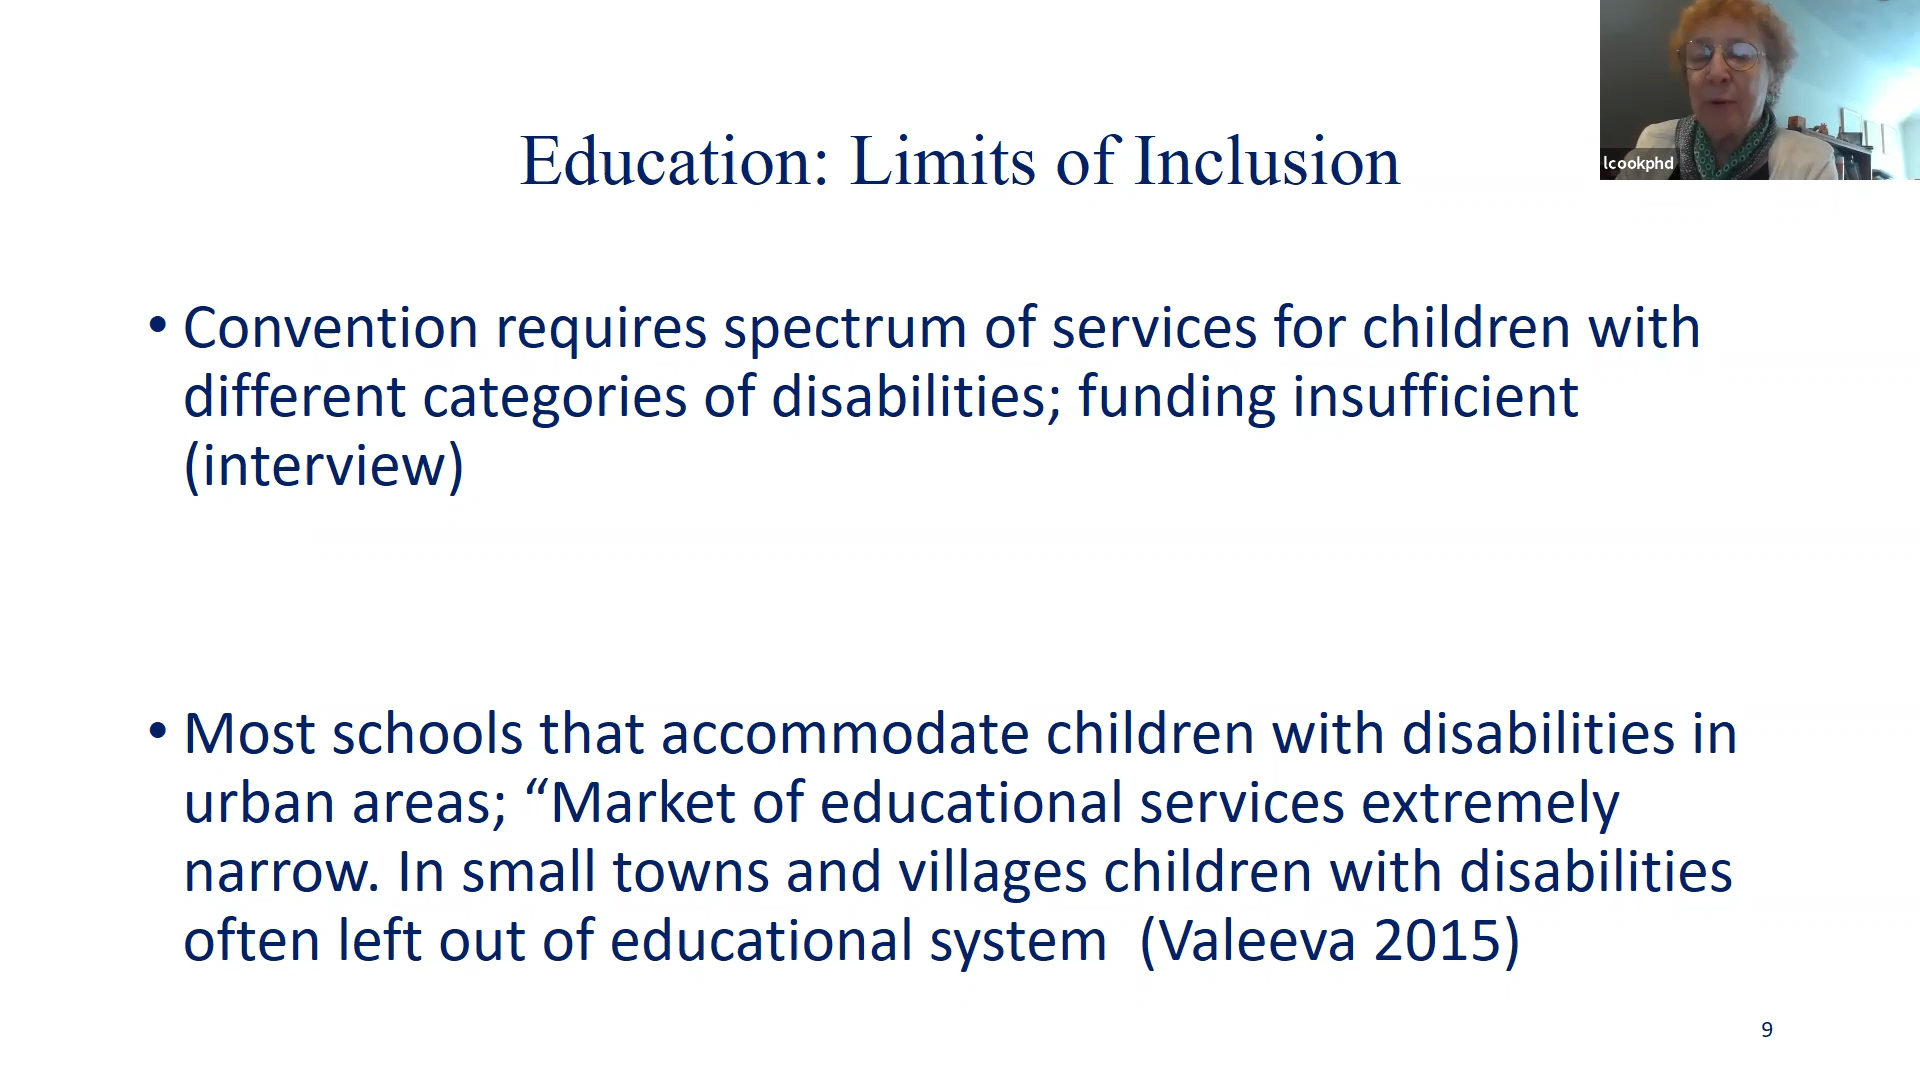 lcookphd
Education: Limits of Inclusion
• Convention requires spectrum of services for children with
different categories of disabilities; funding insufficient
(interview)
• Most schools that accommodate children with disabilities in
urban areas; “Market of educational services extremely
narrow. In small towns and villages children with disabilities
often left out of educational system  (Valeeva 2015)
9